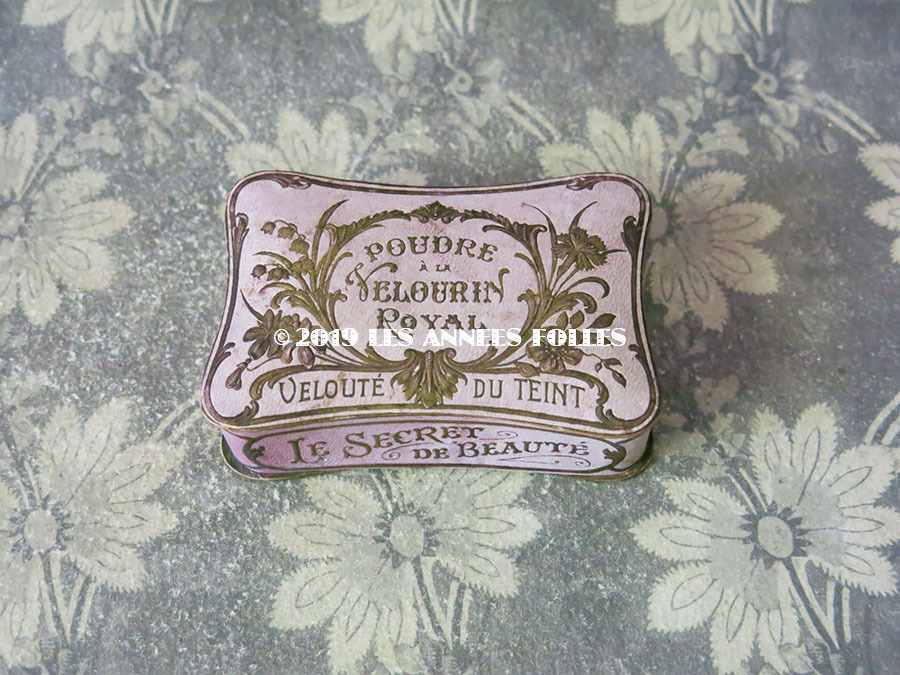 POUDRE
À LA
VELOURIN
ROYAL
© 2019 LES ANNEES FOLLES
VELOUTÉ DU TEINT
LE SECRET
DE BEAUTÉ